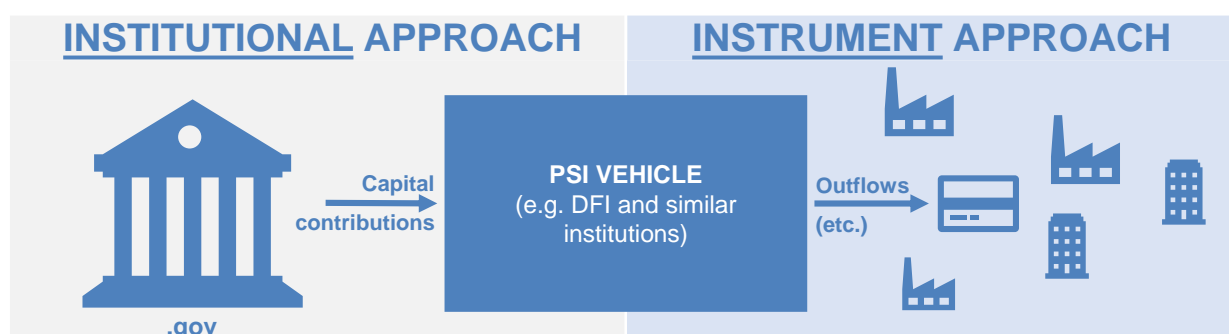 INSTITUTIONAL APPROACH
INSTRUMENT APPROACH
Capital
contributions
PSI VEHICLE
(e.g. DFI and similar
institutions)
Outflows
(etc.)
.gov